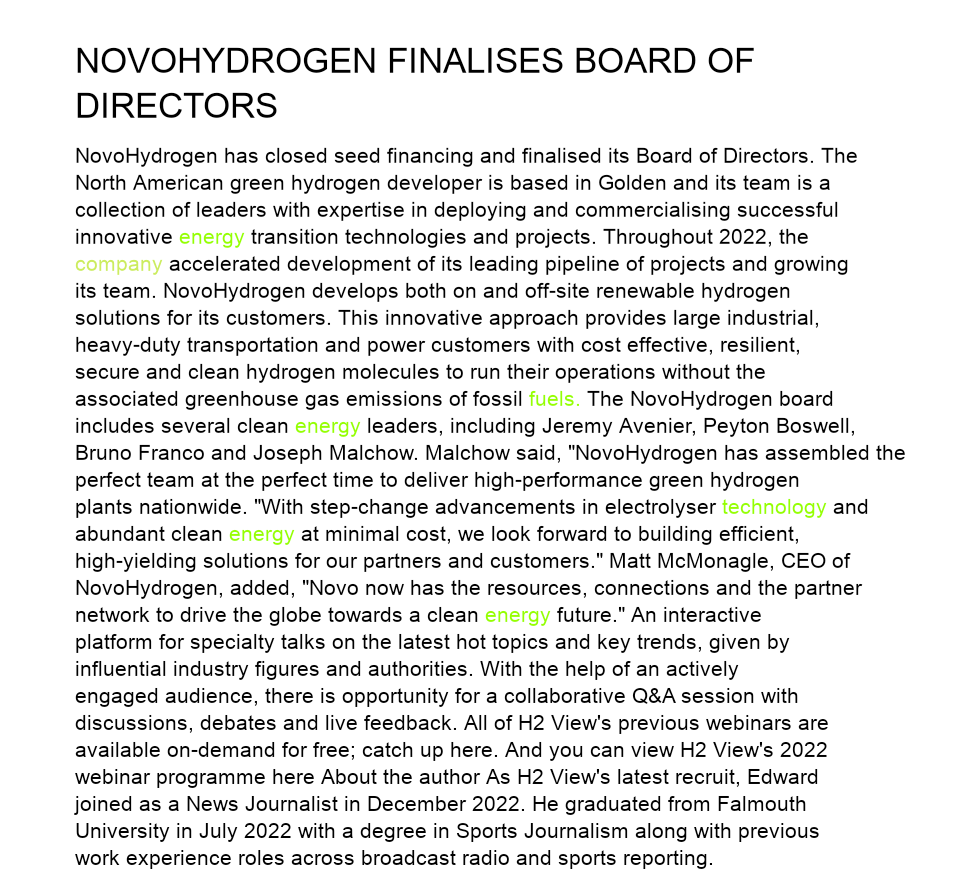 NOVOHYDROGEN FINALISES BOARD OF
DIRECTORS
NovoHydrogen has closed seed financing and finalised its Board of Directors. The
North American green hydrogen developer is based in Golden and its team is a
collection of leaders with expertise in deploying and commercialising successful
innovative energy transition technologies and projects. Throughout 2022, the
company accelerated development of its leading pipeline of projects and growing
its team. NovoHydrogen develops both on and off-site renewable hydrogen
solutions for its customers. This innovative approach provides large industrial,
heavy-duty transportation and power customers with cost effective, resilient,
secure and clean hydrogen molecules to run their operations without the
associated greenhouse gas emissions of fossil fuels. The NovoHydrogen board
includes several clean energy leaders, including Jeremy Avenier, Peyton Boswell,
Bruno Franco and Joseph Malchow. Malchow said, "NovoHydrogen has assembled the
perfect team at the perfect time to deliver high-performance green hydrogen
plants nationwide. "With step-change advancements in electrolyser technology and
abundant clean energy at minimal cost, we look forward to building efficient,
high-yielding solutions for our partners and customers." Matt McMonagle, CEO of
NovoHydrogen, added, "Novo now has the resources, connections and the partner
network to drive the globe towards a clean energy future." An interactive
platform for specialty talks on the latest hot topics and key trends, given by
influential industry figures and authorities. With the help of an actively
engaged audience, there is opportunity for a collaborative Q&A session with
discussions, debates and live feedback. All of H2 View's previous webinars are
available on-demand for free; catch up here. And you can view H2 View's 2022
webinar programme here About the author As H2 View's latest recruit, Edward
joined as a News Journalist in December 2022. He graduated from Falmouth
University in July 2022 with a degree in Sports Journalism along with previous
work experience roles across broadcast radio and sports reporting.